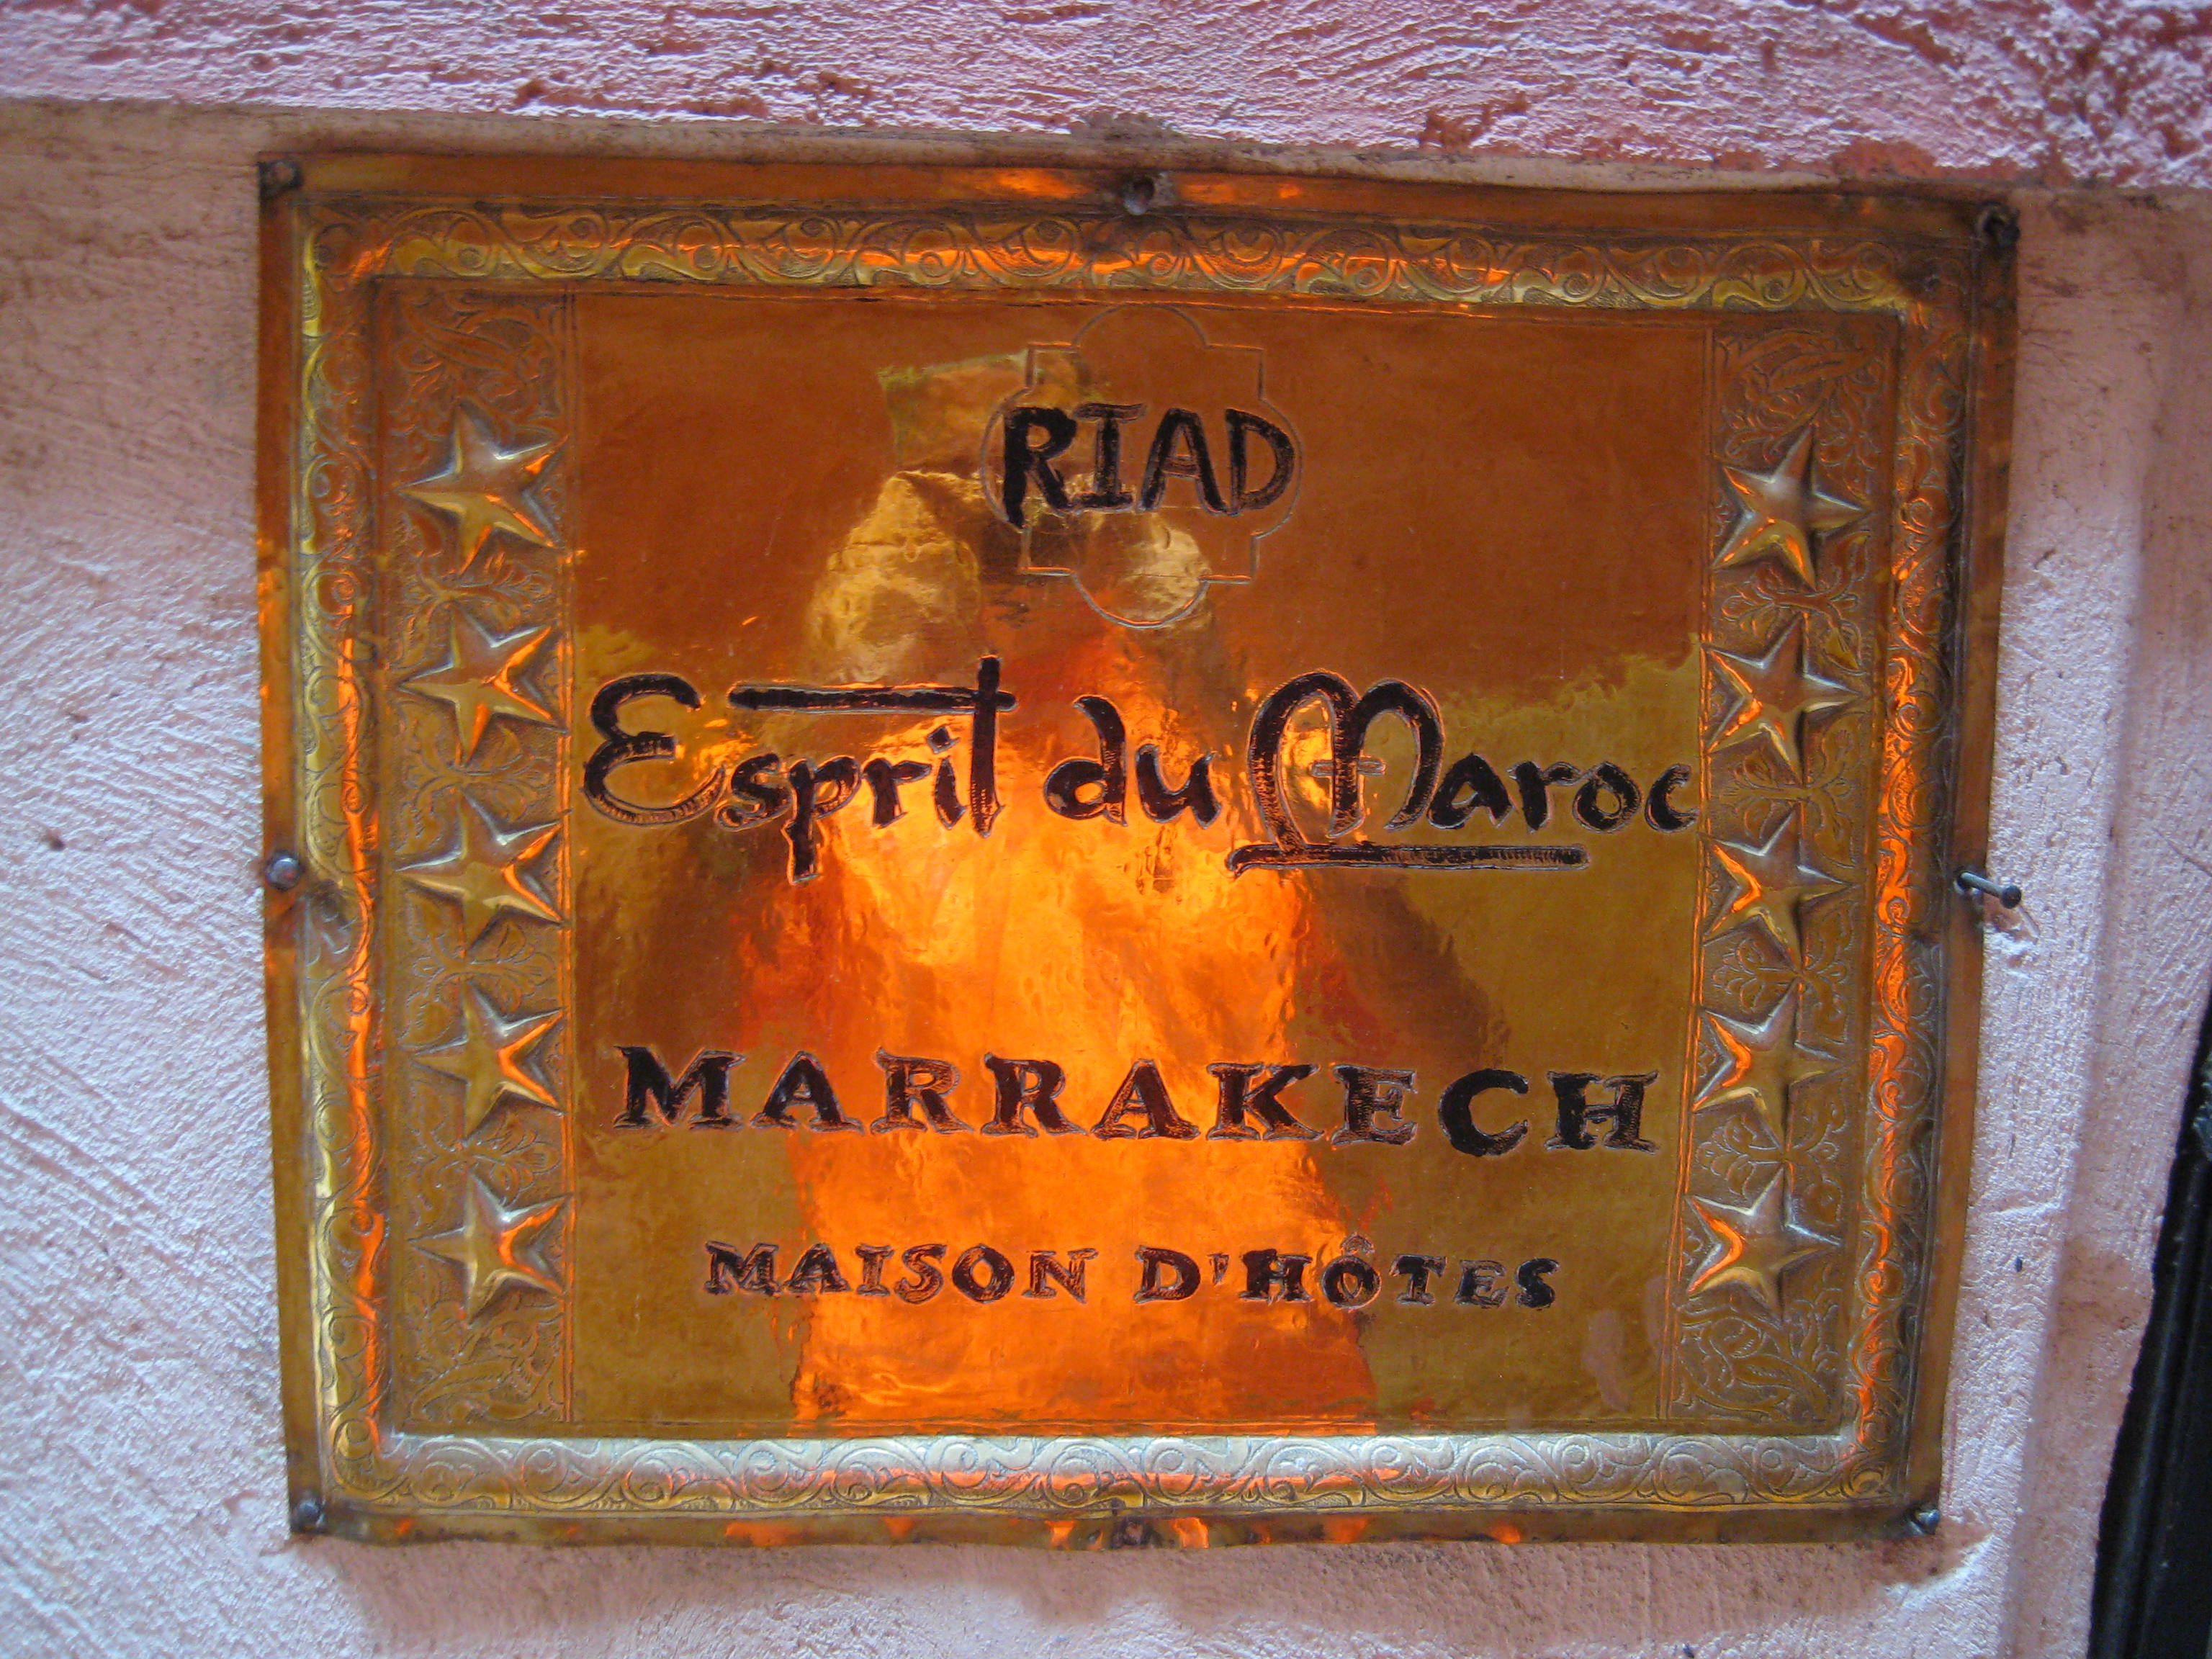 RIAD
Esprit du Maroc
MARRAKECH
MAISON D'HÔTES